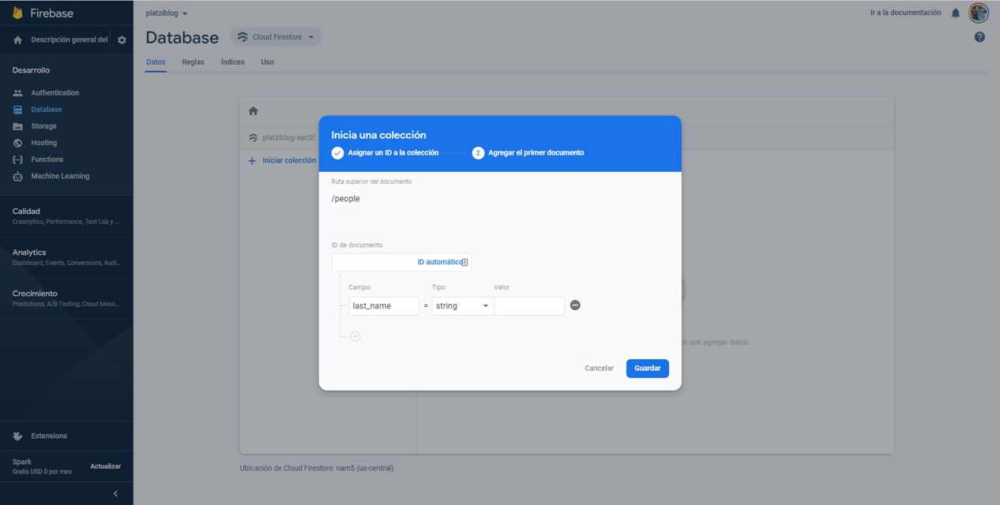 Firebase
platziblog
Ir a la documentación
Descripción general del
Database
Cloud Firestore
Datos
Reglas
Índices
Uso
Desarrollo
Authentication
Database
Storage
Hosting
Functions
Machine Learning
Calidad
Crashlytics, Performance, Test Lab y ...
Analytics
Dashboard, Events, Conversions, Audi...
Crecimiento
Predictions, A/B Testing, Cloud Mess...
Extensions
Spark
Gratis USD 0 por mes
Actualizar
platziblog-aac3f
Iniciar colección
Inicia una colección
Asignar un ID a la colección
2 Agregar el primer documento
Ruta superior del documento
/people
ID de documento
ID automático
Campo Tipo Valor
last_name = string
es que agregar datos.
Cancelar
Guardar
Ubicación de Cloud Firestore: nam5 (us-central)